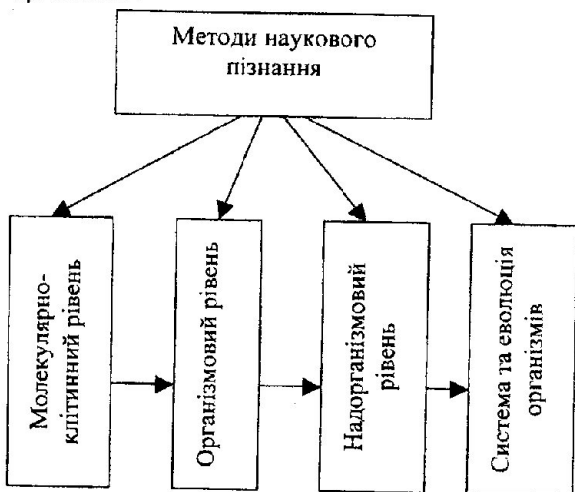 Методи наукового
пізнання
Молекулярно-
клітинний рівень
Організмовий рівень
Надорганізмовий
рівень
Система та еволюція
організмів